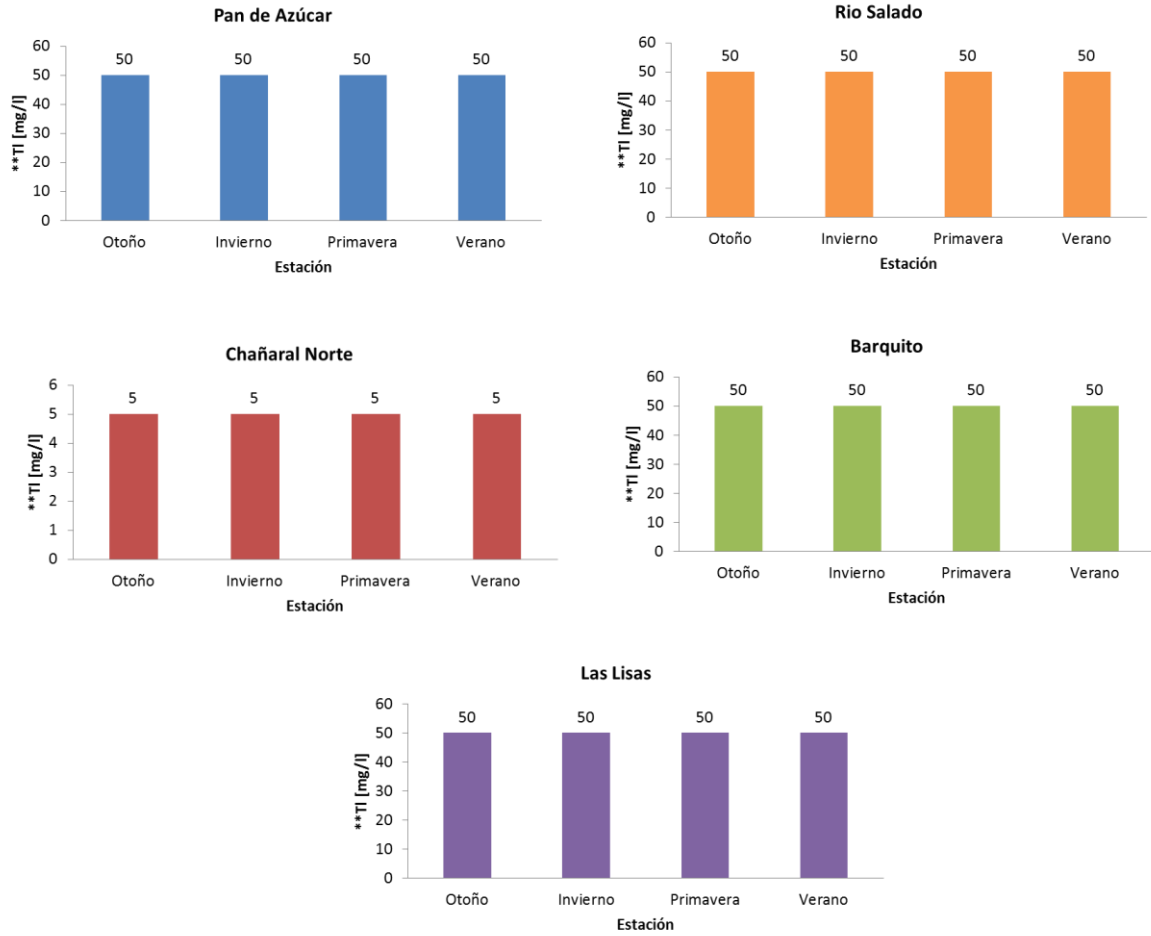 Pan de Azúcar
**Tl [mg/l]
60
50
40
30
20
10
0
50 50 50 50
Otoño Invierno Primavera Verano
Estación
Rio Salado
**Tl [mg/l]
60
50
40
30
20
10
0
50 50 50 50
Otoño Invierno Primavera Verano
Estación
Chañaral Norte
**Tl [mg/l]
6
5
4
3
2
1
0
5 5 5 5
Otoño Invierno Primavera Verano
Estación
Barquito
**Tl [mg/l]
60
50
40
30
20
10
0
50 50 50 50
Otoño Invierno Primavera Verano
Estación
Las Lisas
**Tl [mg/l]
60
50
40
30
20
10
0
50 50 50 50
Otoño Invierno Primavera Verano
Estación